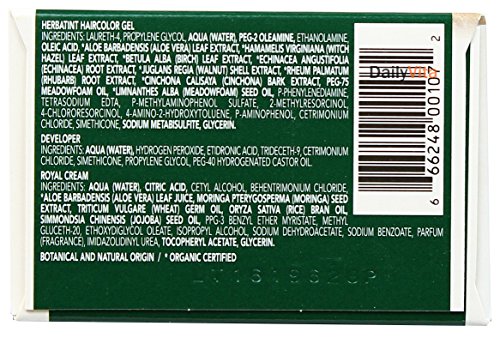 HERBATINT HAIRCOLOR GEL
INGREDIENTS: LAURETH-4, PROPYLENE GLYCOL, AQUA (WATER), PEG-2 OLEAMINE, ETHANOLAMINE,
OLEIC ACID, *ALOE BARBADENSIS (ALOE VERA) LEAF EXTRACT, *HAMAMELIS VIRGINIANA (WITCH
HAZEL) LEAF EXTRACT, *BETULA ALBA (BIRCH) LEAF EXTRACT, *ECHINACEA ANGUSTIFOLIA
(ECHINACEA) ROOT EXTRACT, *JUGLANS REGIA (WALNUT) SHELL EXTRACT, *RHEUM PALMATUM
(RHUBARB) ROOT EXTRACT, *CINCHONA CALISAYA (CINCHONA) BARK EXTRACT, PEG-75
MEADOWFOAM OIL, *LIMNANTHES ALBA (MEADOWFOAM) SEED OIL, P-PHENYLENEDIAMINE,
TETRASODIUM EDTA, P-METHYLAMINOPHENOL SULFATE, 2-METHYLRESORCINOL,
4-CHLORORESORCINOL, 4-AMINO-2-HYDROXYTOLUENE, P-AMINOPHENOL, CETRIMONIUM
CHLORIDE, SIMETHICONE, SODIUM METABISULFITE, GLYCERIN.
DEVELOPER
INGREDIENTS: AQUA (WATER), HYDROGEN PEROXIDE, ETIDRONIC ACID, TRIDECETH-9, CETRIMONIUM
CHLORIDE, SIMETHICONE, PROPYLENE GLYCOL, PEG-40 HYDROGENATED CASTOR OIL.
ROYAL CREAM
INGREDIENTS: AQUA (WATER), CITRIC ACID, CETYL ALCOHOL, BEHENTRIMONIUM CHLORIDE,
*ALOE BARBADENSIS (ALOE VERA) LEAF JUICE, MORINGA PTERYGOSPERMA (MORINGA) SEED
EXTRACT, TRITICUM VULGARE (WHEAT) GERM OIL, ORYZA SATIVA (RICE) BRAN OIL,
SIMMONDSIA CHINENSIS (JOJOBA) SEED OIL, PPG-3 BENZYL ETHER MYRISTATE, METHYL
GLUCETH-20, ETHOXYDIGLYCOL OLEATE, ISOPROPYL ALCOHOL, SODIUM DEHYDROACETATE, SODIUM BENZOATE, PARFUM
(FRAGRANCE), IMIDAZOLIDINYL UREA, TOCOPHERYL ACETATE, GLYCERIN.
BOTANICAL AND NATURAL ORIGIN / *ORGANIC CERTIFIED
DailyVita
6 66248 00107 2